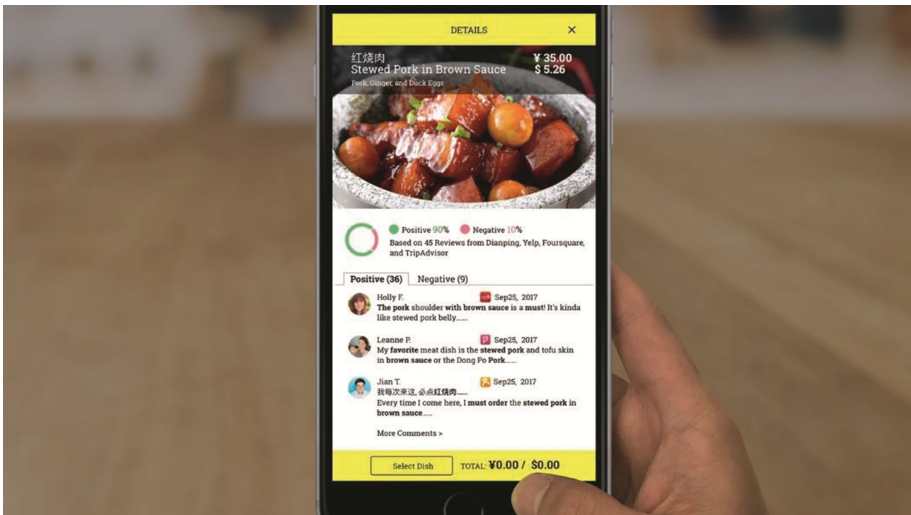 DETAILS ×
红烧肉 ¥ 35.00
Stewed Pork in Brown Sauce $ 5.26
Pork, Ginger, and Duck Eggs
Positive 90% Negative 10%
Based on 45 Reviews from Dianping, Yelp, Foursquare,
and TripAdvisor
Positive (36) Negative (9)
Holly F. Sep25, 2017
The pork shoulder with brown sauce is a must! It's kinda
like stewed pork belly......
Leanne P. Sep25, 2017
My favorite meat dish is the stewed pork and tofu skin
in brown sauce or the Dong Po Pork......
Jian T. Sep25, 2017
我每次来这, 必点红烧肉......
Every time I come here, I must order the stewed pork in
brown sauce......
More Comments >
Select Dish TOTAL: ¥0.00 / $0.00